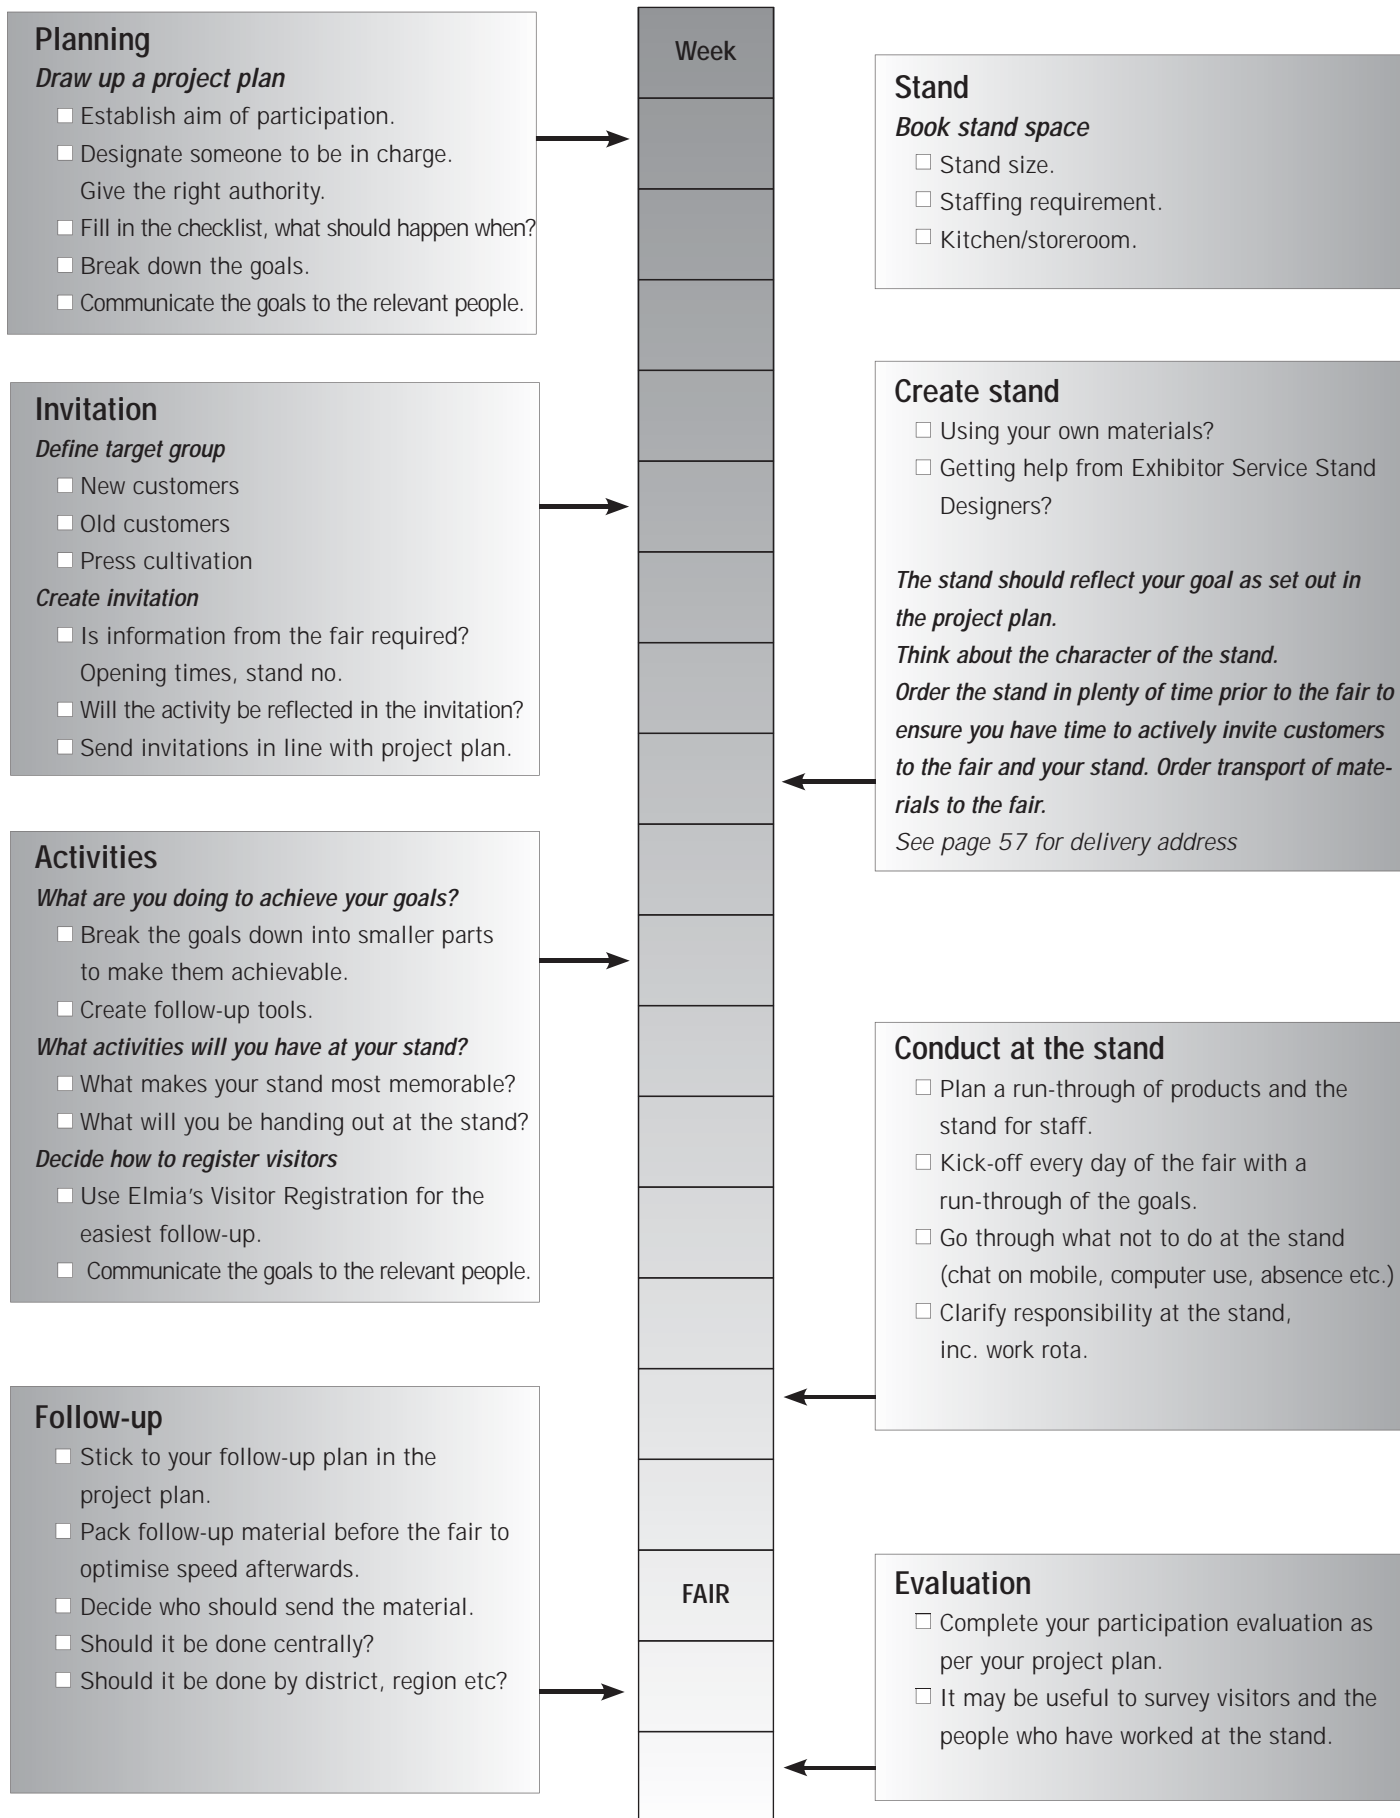 Planning
Draw up a project plan
Establish aim of participation.
Designate someone to be in charge.
Give the right authority.
Fill in the checklist, what should happen when?
Break down the goals.
Communicate the goals to the relevant people.
Invitation
Define target group
New customers
Old customers
Press cultivation
Create invitation
Is information from the fair required?
Opening times, stand no.
Will the activity be reflected in the invitation?
Send invitations in line with project plan.
Activities
What are you doing to achieve your goals?
Break the goals down into smaller parts
to make them achievable.
Create follow-up tools.
What activities will you have at your stand?
What makes your stand most memorable?
What will you be handing out at the stand?
Decide how to register visitors
Use Elmia's Visitor Registration for the
easiest follow-up.
Communicate the goals to the relevant people.
Follow-up
Stick to your follow-up plan in the
project plan.
Pack follow-up material before the fair to
optimise speed afterwards.
Decide who should send the material.
Should it be done centrally?
Should it be done by district, region etc?
Week
FAIR
Stand
Book stand space
Stand size.
Staffing requirement.
Kitchen/storeroom.
Create stand
Using your own materials?
Getting help from Exhibitor Service Stand
Designers?
The stand should reflect your goal as set out in
the project plan.
Think about the character of the stand.
Order the stand in plenty of time prior to the fair to
ensure you have time to actively invite customers
to the fair and your stand. Order transport of mate-
rials to the fair.
See page 57 for delivery address
Conduct at the stand
Plan a run-through of products and the
stand for staff.
Kick-off every day of the fair with a
run-through of the goals.
Go through what not to do at the stand
(chat on mobile, computer use, absence etc.)
Clarify responsibility at the stand,
inc. work rota.
Evaluation
Complete your participation evaluation as
per your project plan.
It may be useful to survey visitors and the
people who have worked at the stand.